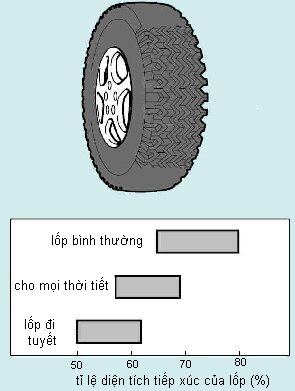 lốp bình thường
cho mọi thời tiết
lốp đi
tuyết
50 60 70 80
tỉ lệ diện tích tiếp xúc của lốp (%)